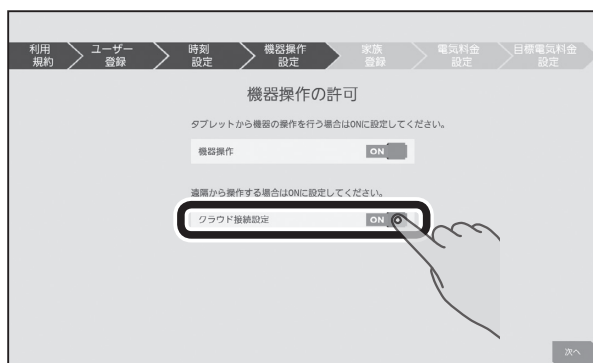 利用
規約
ユーザー
登録
時刻
設定
機器操作
設定
家族
登録
電気料金
設定
目標電気料金
設定
機器操作の許可
タブレットから機器の操作を行う場合はONに設定してください。
機器操作
ON
遠隔から操作する場合はONに設定してください。
クラウド接続設定
ON
次へ